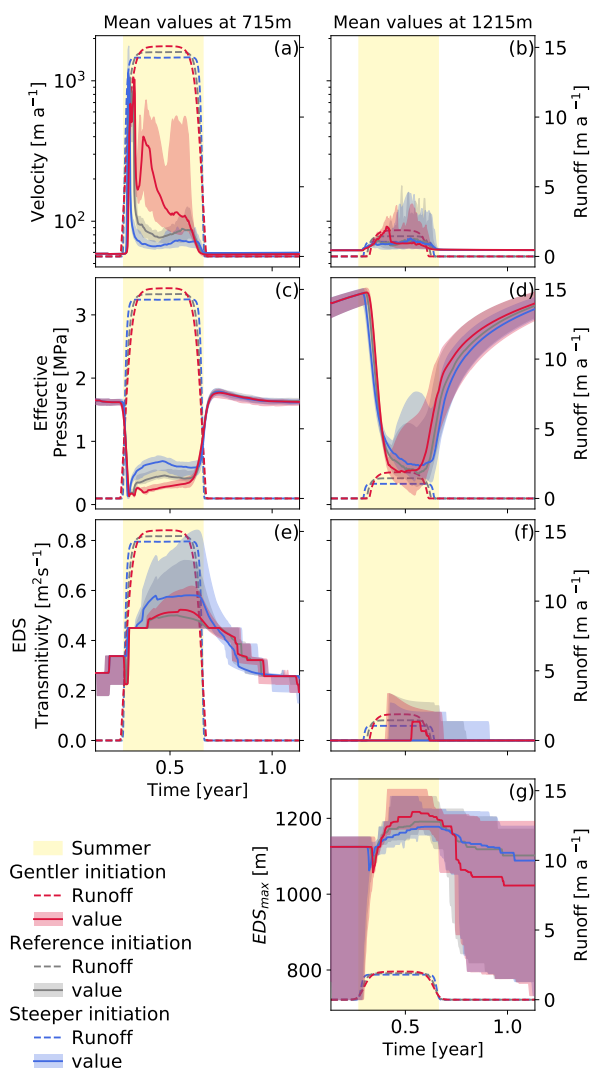 Mean values at 715m
Mean values at 1215m
(a)
(b)
10³
10²
Velocity [m a⁻¹]
15
10
5
0
Runoff [m a⁻¹]
(c)
(d)
3
2
1
0
Effective
Pressure [MPa]
15
10
5
0
Runoff [m a⁻¹]
(e)
(f)
0.8
0.6
0.4
0.2
0.0
EDS
Transmitivity [m²s⁻¹]
15
10
5
0
Runoff [m a⁻¹]
0.5
1.0
Time [year]
(g)
1200
1000
800
EDSₘₐₓ [m]
15
10
5
0
Runoff [m a⁻¹]
0.5
1.0
Time [year]
Summer
Gentler initiation
Runoff
value
Reference initiation
Runoff
value
Steeper initiation
Runoff
value